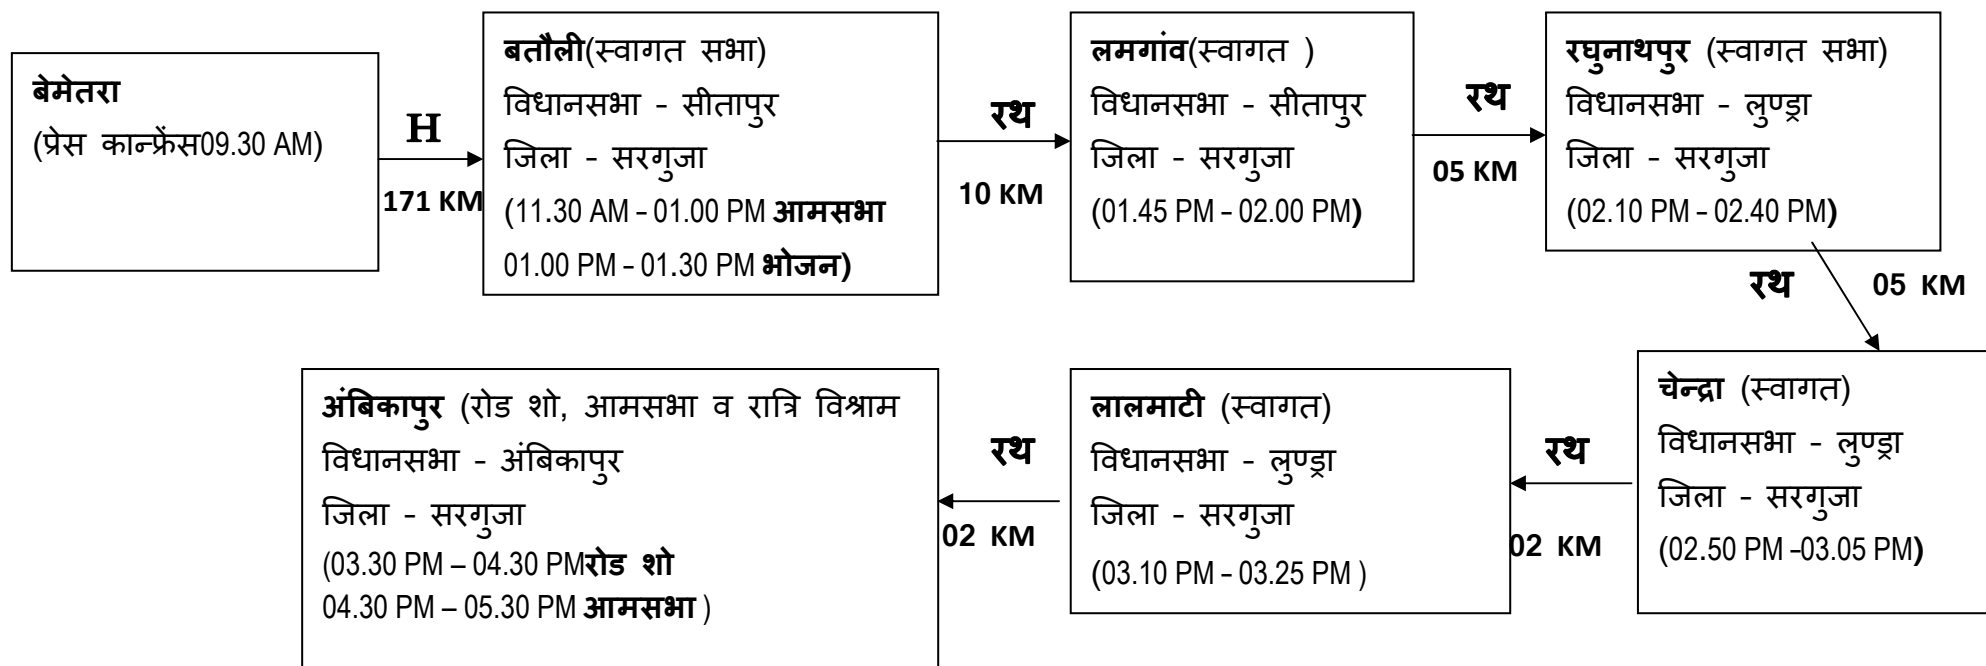 बेमेतरा
(प्रेस कान्फ्रेंस09.30 AM)
H
171 KM
बतौली(स्वागत सभा)
विधानसभा – सीतापुर
जिला – सरगुजा
(11.30 AM – 01.00 PM आमसभा
01.00 PM – 01.30 PM भोजन)
रथ
10 KM
लमगांव(स्वागत )
विधानसभा – सीतापुर
जिला – सरगुजा
(01.45 PM – 02.00 PM)
रथ
05 KM
रघुनाथपुर (स्वागत सभा)
विधानसभा – लुण्ड्रा
जिला – सरगुजा
(02.10 PM – 02.40 PM)
रथ
05 KM
चेन्द्रा (स्वागत)
विधानसभा – लुण्ड्रा
जिला – सरगुजा
(02.50 PM –03.05 PM)
रथ
02 KM
लालमाटी (स्वागत)
विधानसभा – लुण्ड्रा
जिला – सरगुजा
(03.10 PM – 03.25 PM )
रथ
02 KM
अंबिकापुर (रोड शो, आमसभा व रात्रि विश्राम
विधानसभा – अंबिकापुर
जिला – सरगुजा
(03.30 PM – 04.30 PMरोड शो
04.30 PM – 05.30 PM आमसभा )